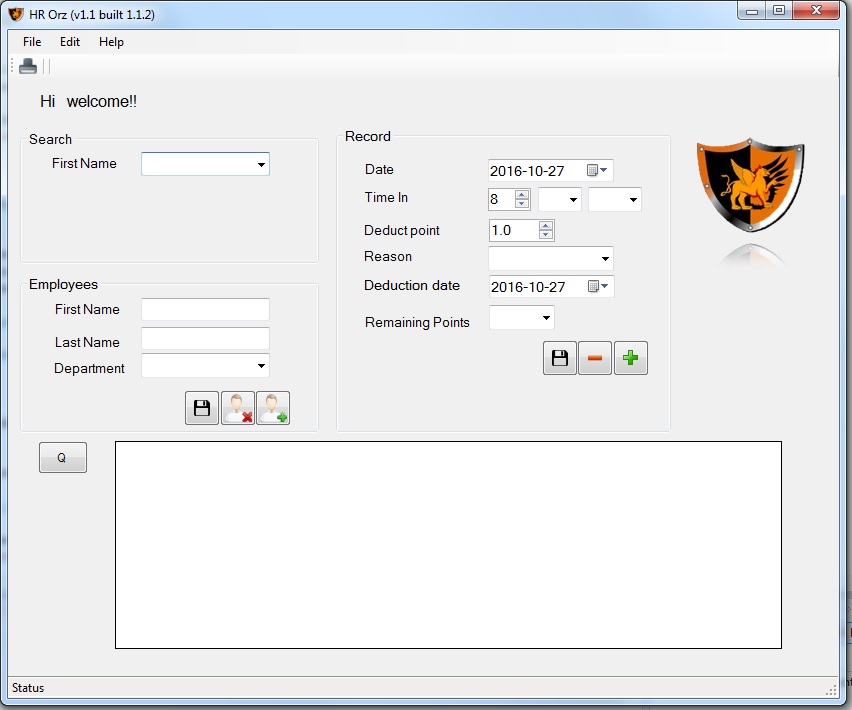 HR Orz (v1.1 built 1.1.2)
File Edit Help
Hi welcome!!
Search
First Name
Employees
First Name
Last Name
Department
Record
Date 2016-10-27
Time In 8
Deduct point 1.0
Reason
Deduction date 2016-10-27
Remaining Points
Q
Status